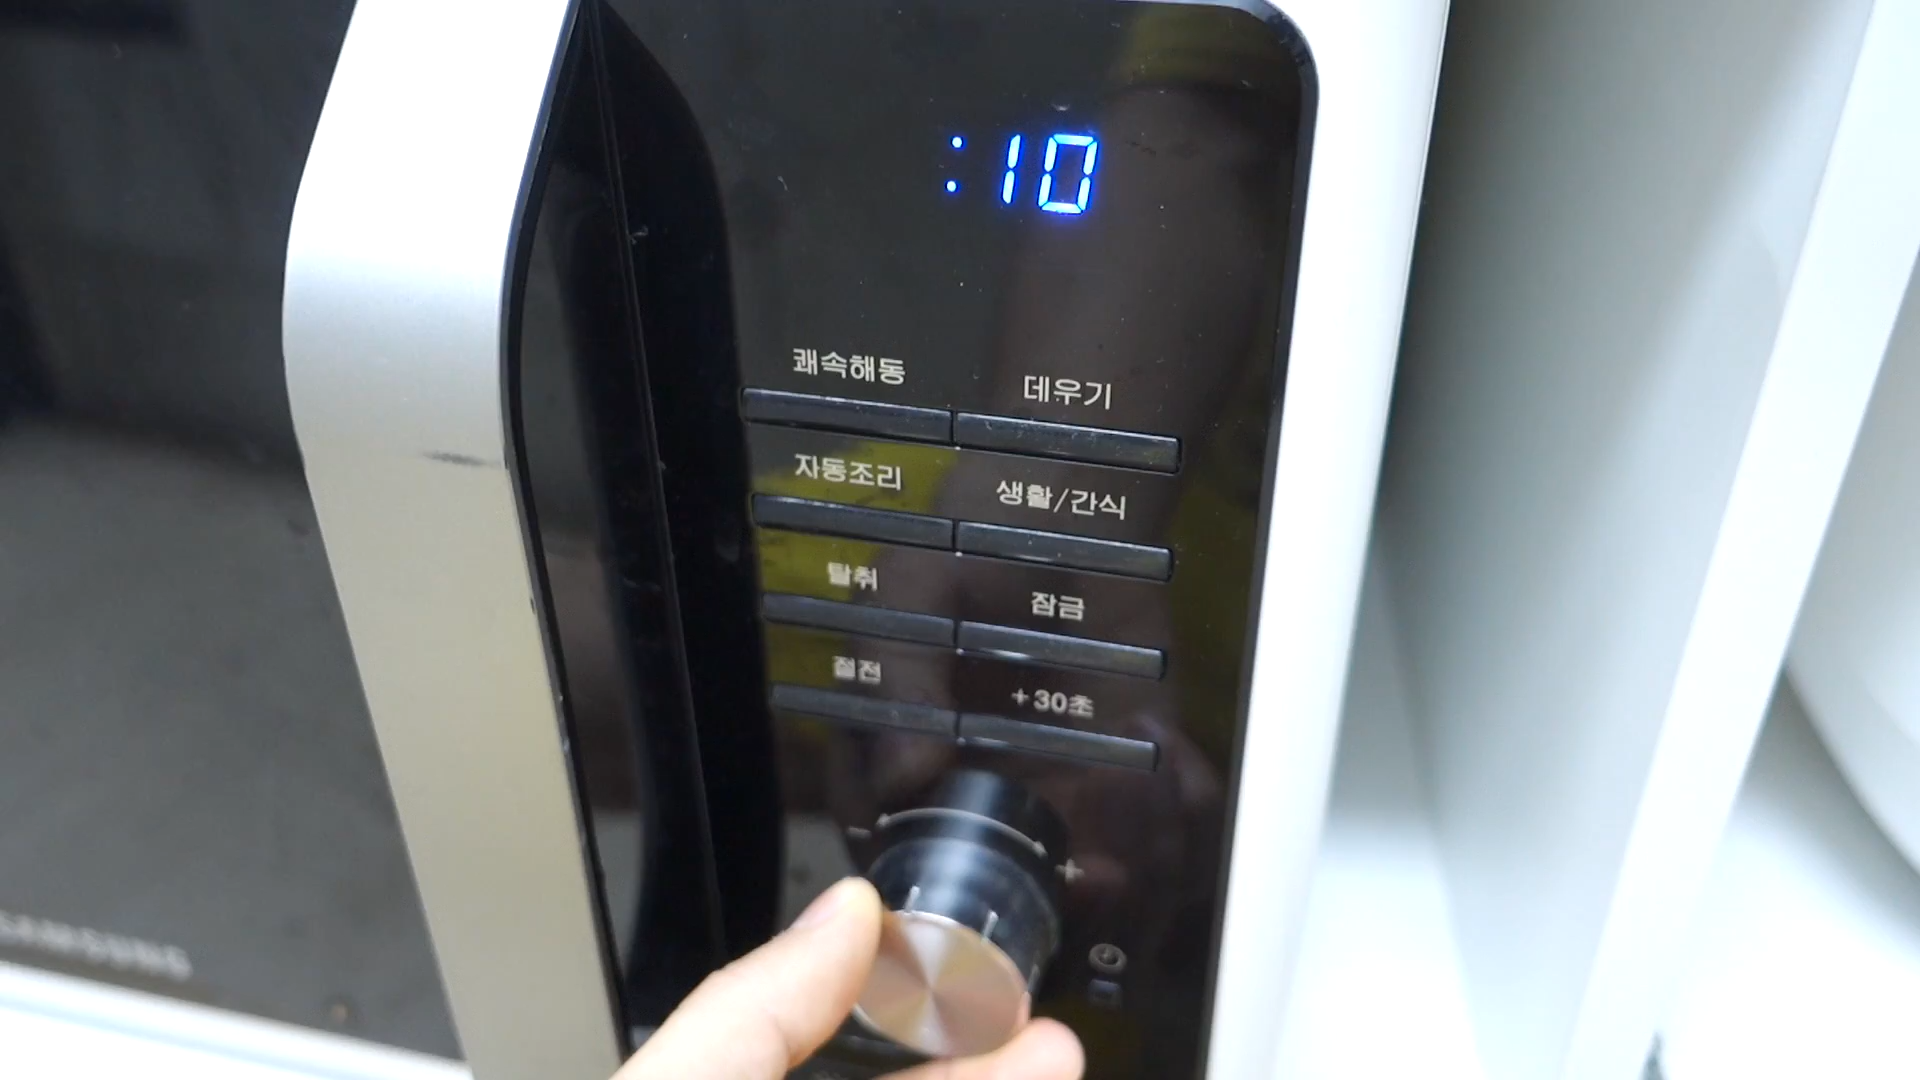 :10
쾌속해동
데우기
자동조리
생활/간식
탈취
잠금
절전
+30초
- +
SAMSUNG